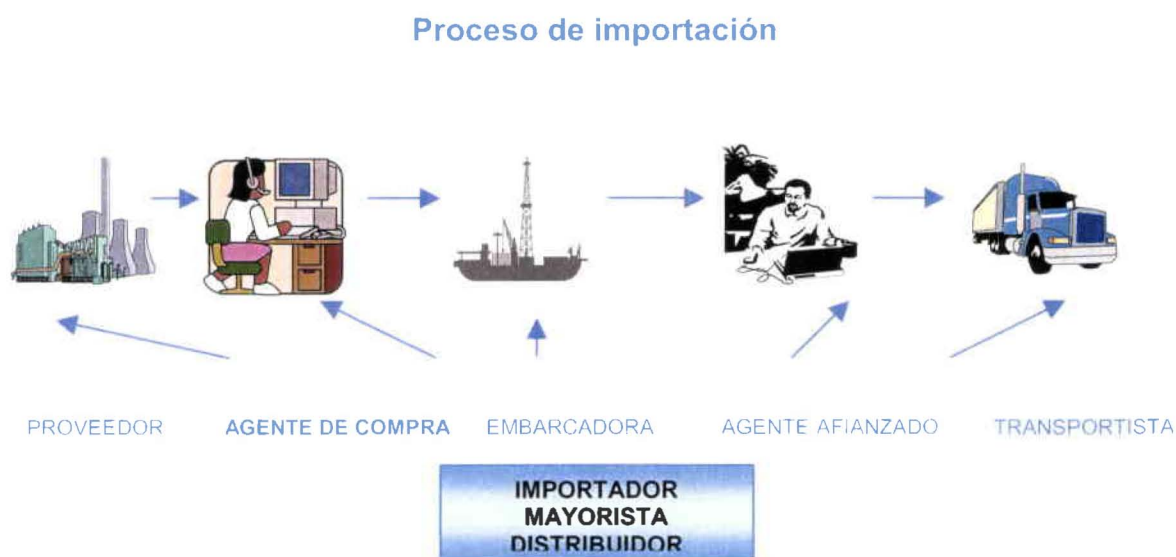 Proceso de importación
PROVEEDOR AGENTE DE COMPRA EMBARCADORA AGENTE AFIANZADO TRANSPORTISTA
IMPORTADOR
MAYORISTA
DISTRIBUIDOR